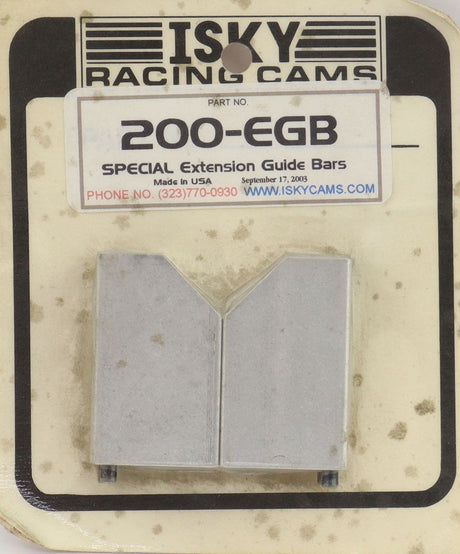 ISKY
RACING CAMS
PART NO.
200-EGB
SPECIAL Extension Guide Bars
Made in USA September 17, 2003
PHONE NO. (323)770-0930 WWW.ISKYCAMS.COM